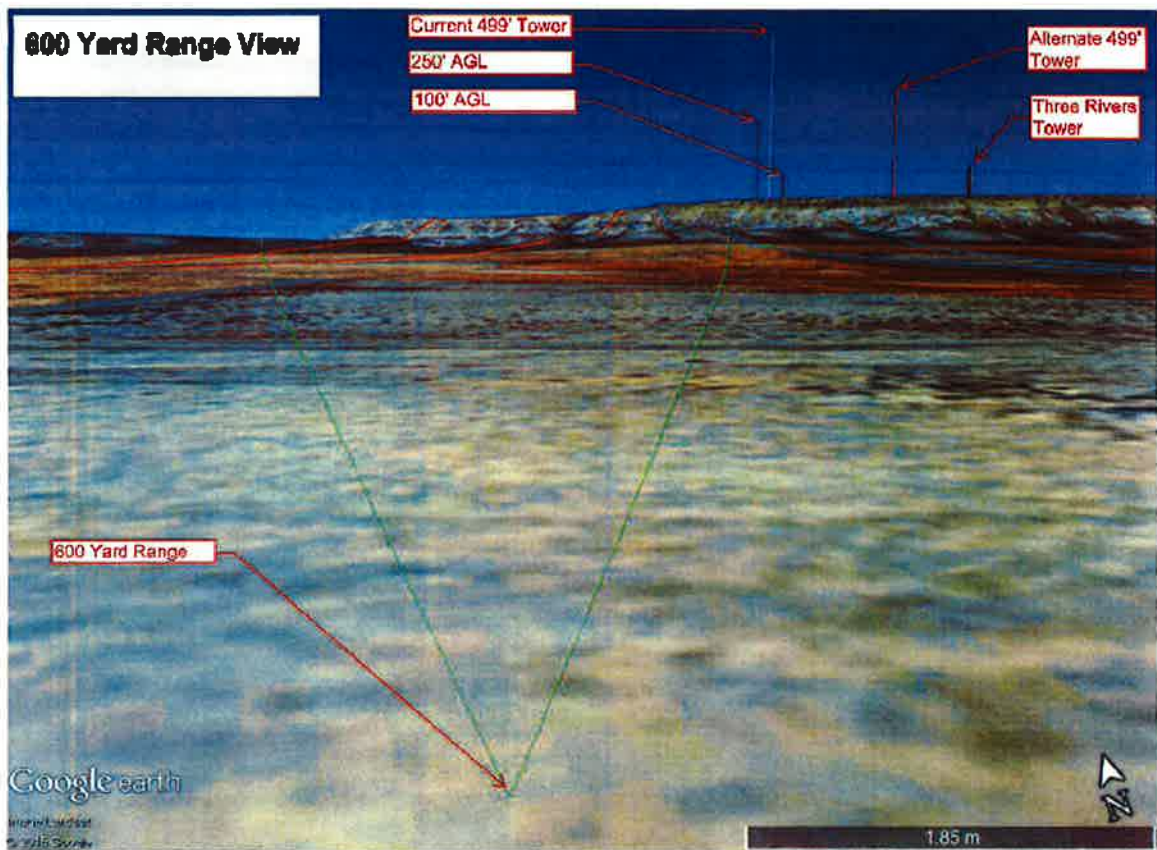 600 Yard Range View
Current 499' Tower
250' AGL
100' AGL
Alternate 499'
Tower
Three Rivers
Tower
600 Yard Range
Google earth
N
1.85 m